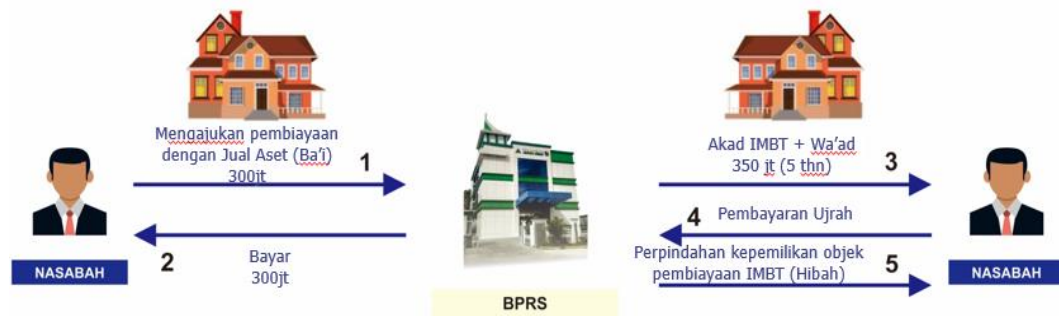 Mengajukan pembiayaan
dengan Jual Aset (Ba'i)
300jt
1
NASABAH
2
Bayar
300jt
BPRS
Akad IMBT + Wa'ad
350 jt (5 thn)
3
4
Pembayaran Ujrah
Perpindahan kepemilikan objek
pembiayaan IMBT (Hibah)
5
NASABAH